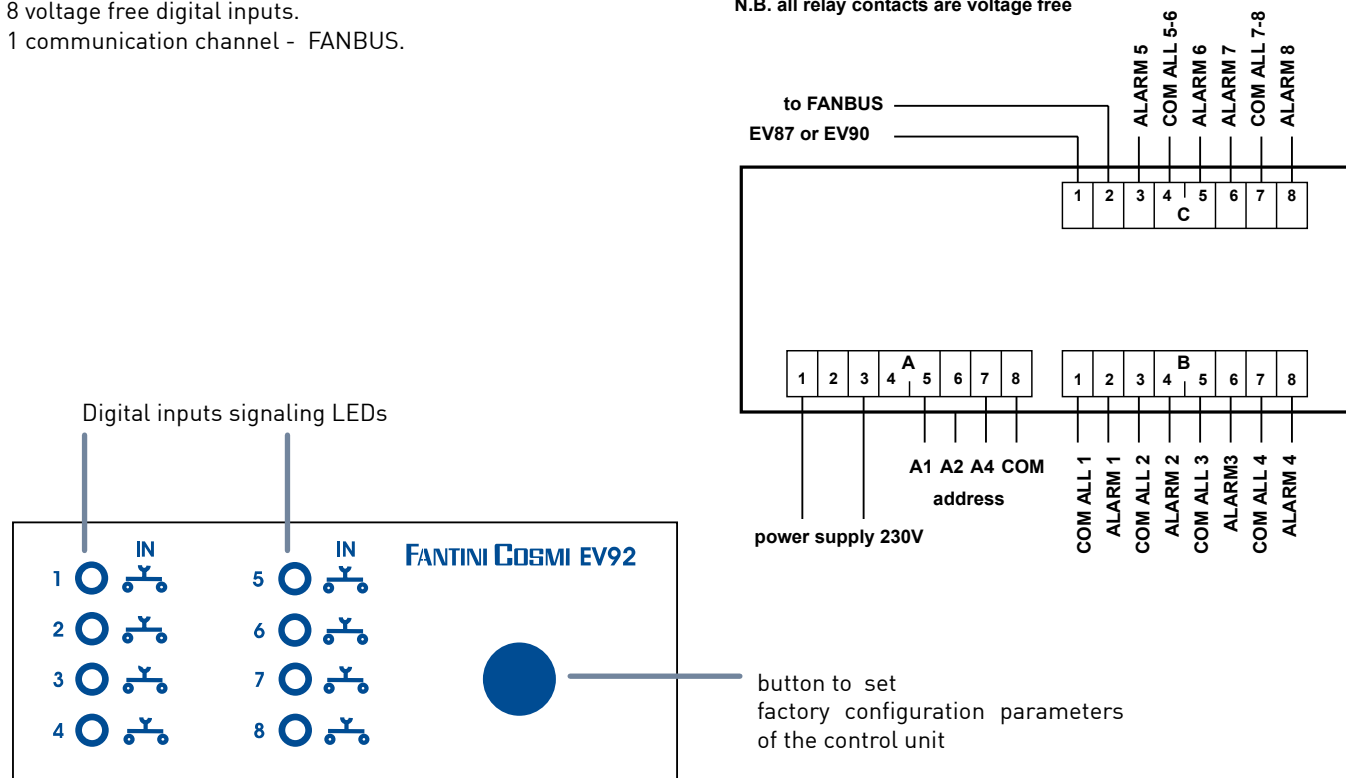 8 voltage free digital inputs.
1 communication channel - FANBUS.
N.B. all relay contacts are voltage free
ALARM 5
COM ALL 5-6
ALARM 6
ALARM 7
COM ALL 7-8
ALARM 8
to FANBUS
EV87 or EV90
1 2 3 4 5 6 7 8
C
A
1 2 3 4 5 6 7 8
B
1 2 3 4 5 6 7 8
A1 A2 A4 COM
address
power supply 230V
COM ALL 1
ALARM 1
COM ALL 2
ALARM 2
COM ALL 3
ALARM3
COM ALL 4
ALARM 4
Digital inputs signaling LEDs
IN IN
FANTINI COSMI EV92
1 5
2 6
3 7
4 8
button to set
factory configuration parameters
of the control unit